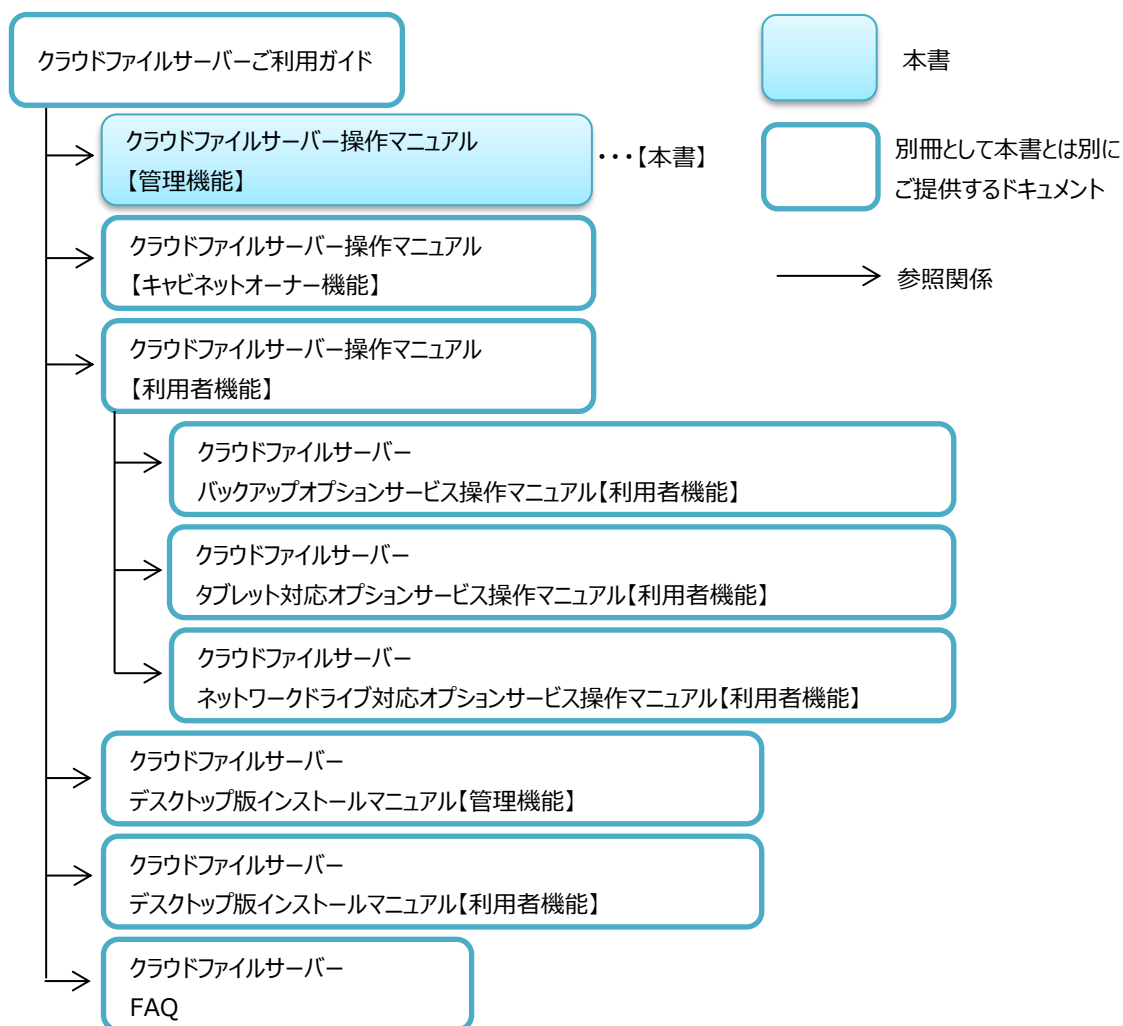 クラウドファイルサーバーご利用ガイド
本書
クラウドファイルサーバー操作マニュアル
【管理機能】
・・・【本書】
別冊として本書とは別に
ご提供するドキュメント
クラウドファイルサーバー操作マニュアル
【キャビネットオーナー機能】
参照関係
クラウドファイルサーバー操作マニュアル
【利用者機能】
クラウドファイルサーバー
バックアップオプションサービス操作マニュアル【利用者機能】
クラウドファイルサーバー
タブレット対応オプションサービス操作マニュアル【利用者機能】
クラウドファイルサーバー
ネットワークドライブ対応オプションサービス操作マニュアル【利用者機能】
クラウドファイルサーバー
デスクトップ版インストールマニュアル【管理機能】
クラウドファイルサーバー
デスクトップ版インストールマニュアル【利用者機能】
クラウドファイルサーバー
FAQ